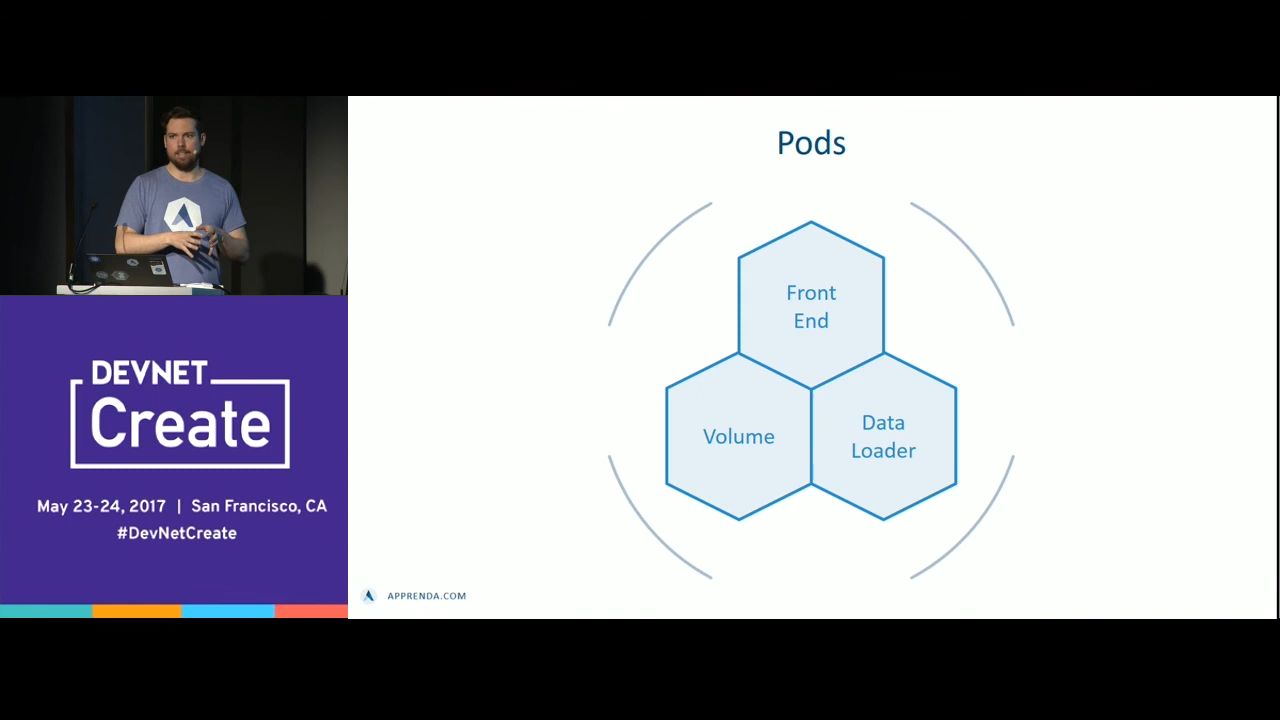 Pods
Front
End
Volume
Data
Loader
APPRENDA.COM
DEVNET
Create
May 23-24, 2017 | San Francisco, CA
#DevNetCreate